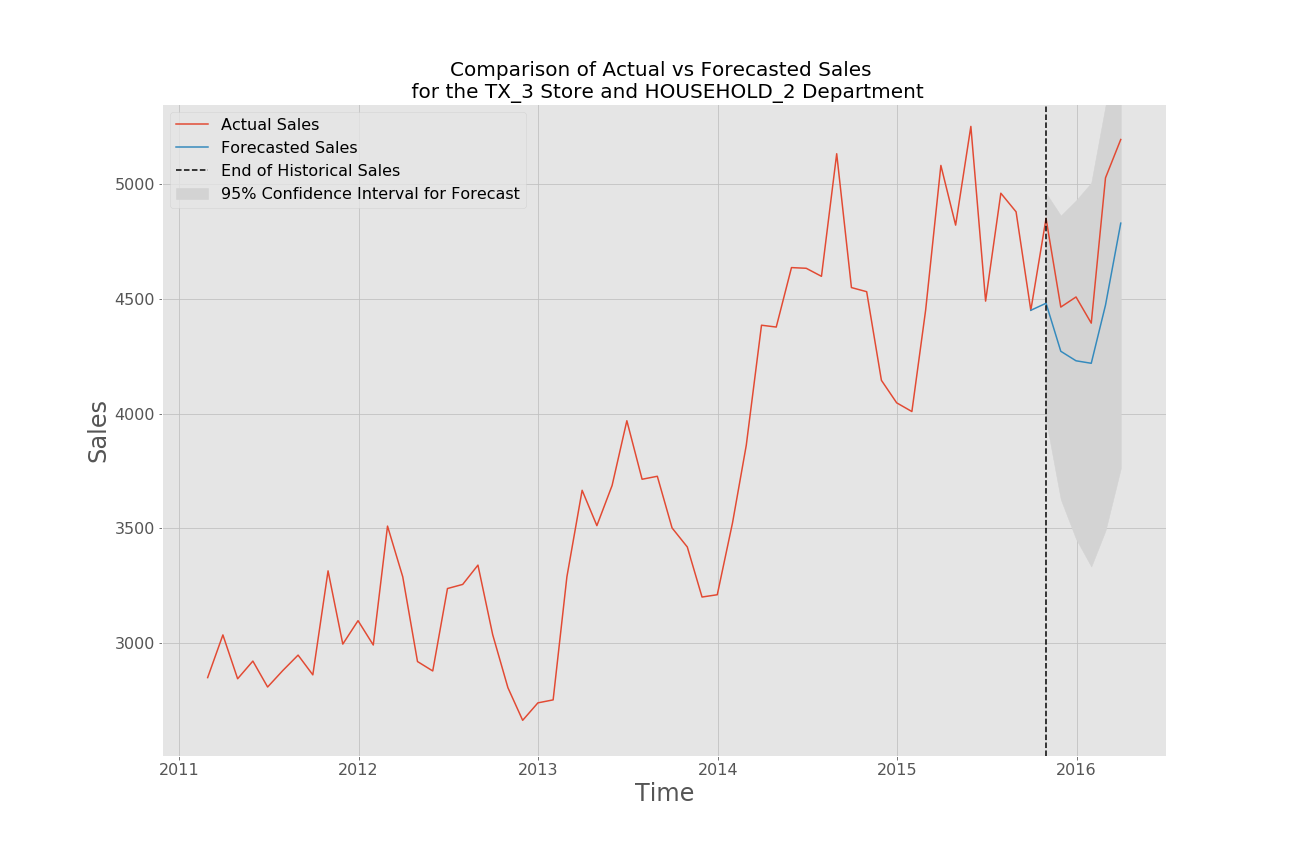 Comparison of Actual vs Forecasted Sales
for the TX_3 Store and HOUSEHOLD_2 Department
Actual Sales
Forecasted Sales
End of Historical Sales
95% Confidence Interval for Forecast
5000
4500
4000
3500
3000
Sales
2011 2012 2013 2014 2015 2016
Time